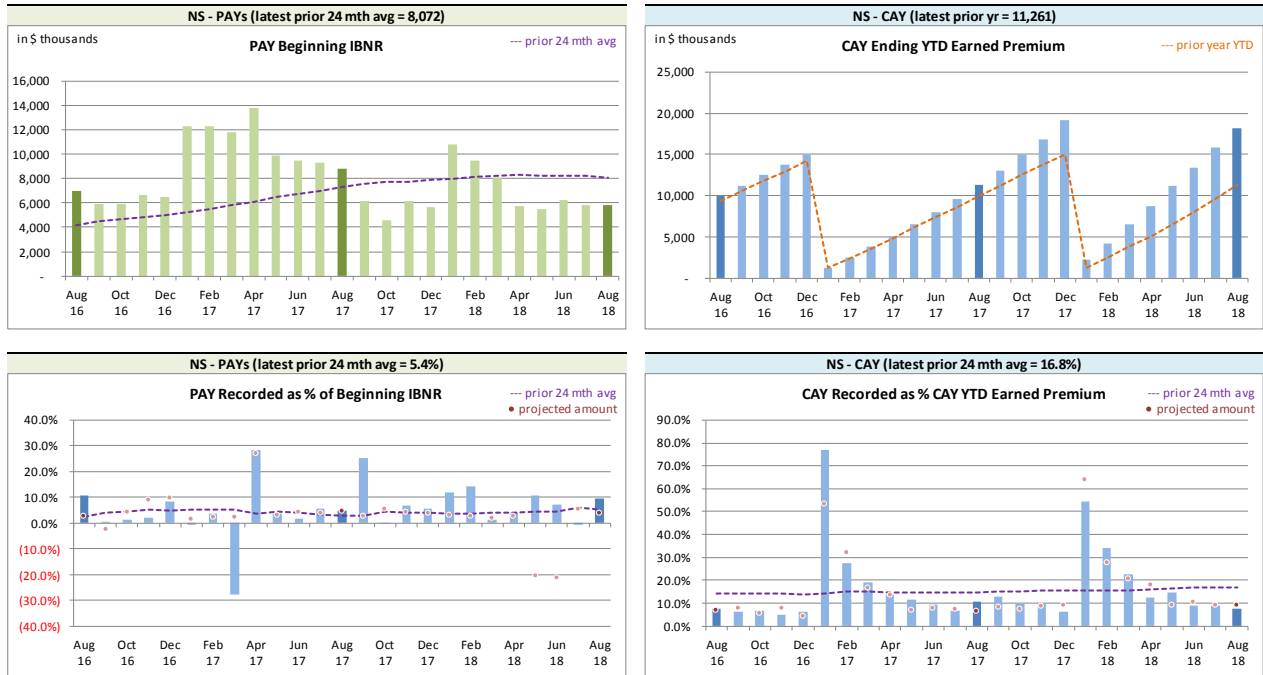 NS - PAYs (latest prior 24 mth avg = 8,072)
in $ thousands
PAY Beginning IBNR
--- prior 24 mth avg
16,000
14,000
12,000
10,000
8,000
6,000
4,000
2,000
-
Aug Oct Dec Feb Apr Jun Aug Oct Dec Feb Apr Jun Aug
16 16 16 17 17 17 17 17 17 18 18 18 18
NS - CAY (latest prior yr = 11,261)
in $ thousands
CAY Ending YTD Earned Premium
--- prior year YTD
25,000
20,000
15,000
10,000
5,000
-
Aug Oct Dec Feb Apr Jun Aug Oct Dec Feb Apr Jun Aug
16 16 16 17 17 17 17 17 17 18 18 18 18
NS - PAYs (latest prior 24 mth avg = 5.4%)
PAY Recorded as % of Beginning IBNR
--- prior 24 mth avg
● projected amount
40.0%
30.0%
20.0%
10.0%
0.0%
(10.0%)
(20.0%)
(30.0%)
(40.0%)
Aug Oct Dec Feb Apr Jun Aug Oct Dec Feb Apr Jun Aug
16 16 16 17 17 17 17 17 17 18 18 18 18
NS - CAY (latest prior 24 mth avg = 16.8%)
CAY Recorded as % CAY YTD Earned Premium
--- prior 24 mth avg
● projected amount
90.0%
80.0%
70.0%
60.0%
50.0%
40.0%
30.0%
20.0%
10.0%
0.0%
Aug Oct Dec Feb Apr Jun Aug Oct Dec Feb Apr Jun Aug
16 16 16 17 17 17 17 17 17 18 18 18 18